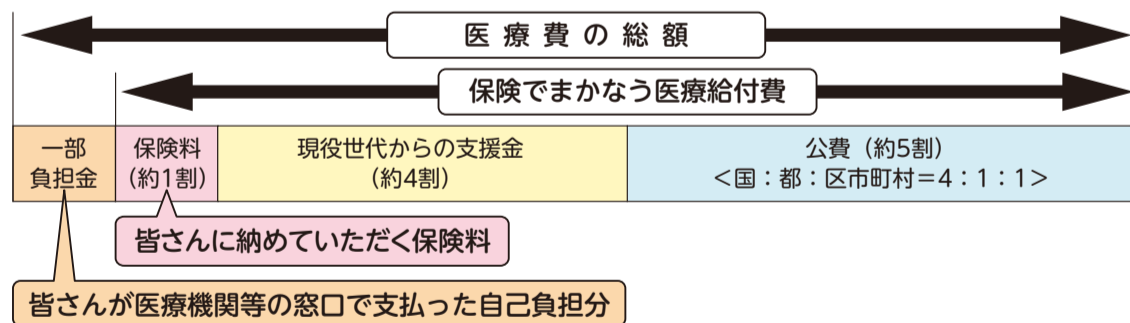 医療費の総額
保険でまかなう医療給付費
一部
負担金
保険料
(約1割)
現役世代からの支援金
(約4割)
公費(約5割)
<国:都:区市町村=4:1:1>
皆さんに納めていただく保険料
皆さんが医療機関等の窓口で支払った自己負担分